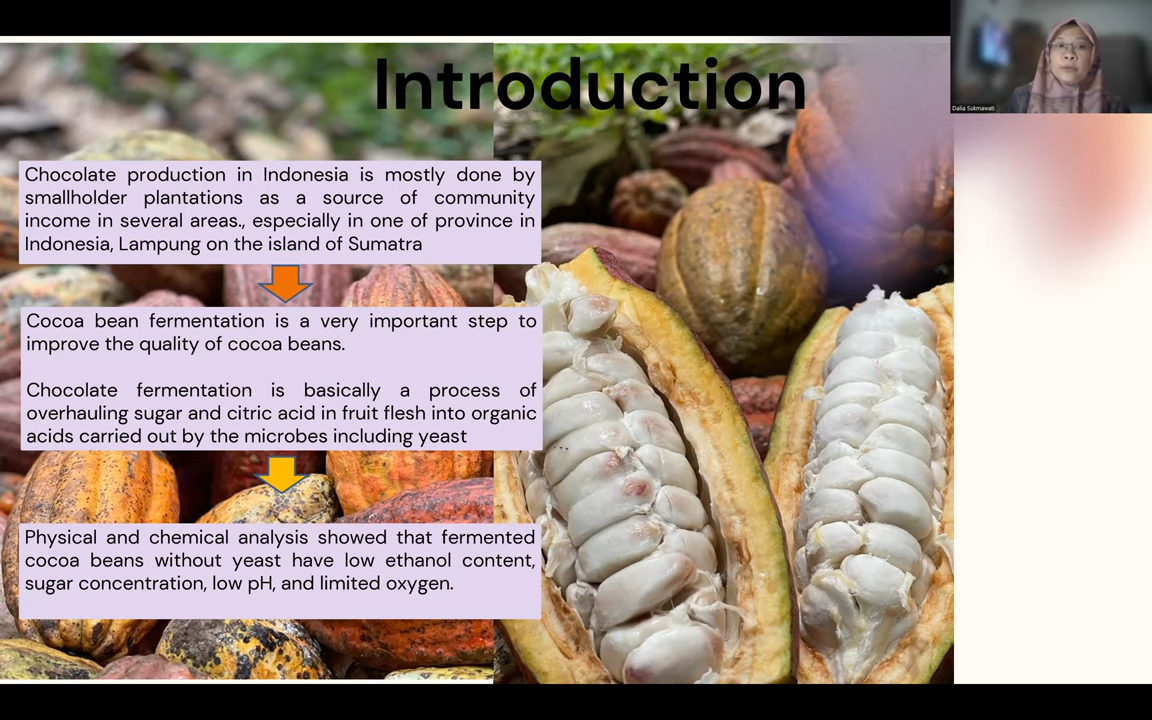 Introduction
Dalia Sukmawati
Chocolate production in Indonesia is mostly done by
smallholder plantations as a source of community
income in several areas., especially in one of province in
Indonesia, Lampung on the island of Sumatra
Cocoa bean fermentation is a very important step to
improve the quality of cocoa beans.
Chocolate fermentation is basically a process of
overhauling sugar and citric acid in fruit flesh into organic
acids carried out by the microbes including yeast
Physical and chemical analysis showed that fermented
cocoa beans without yeast have low ethanol content,
sugar concentration, low pH, and limited oxygen.